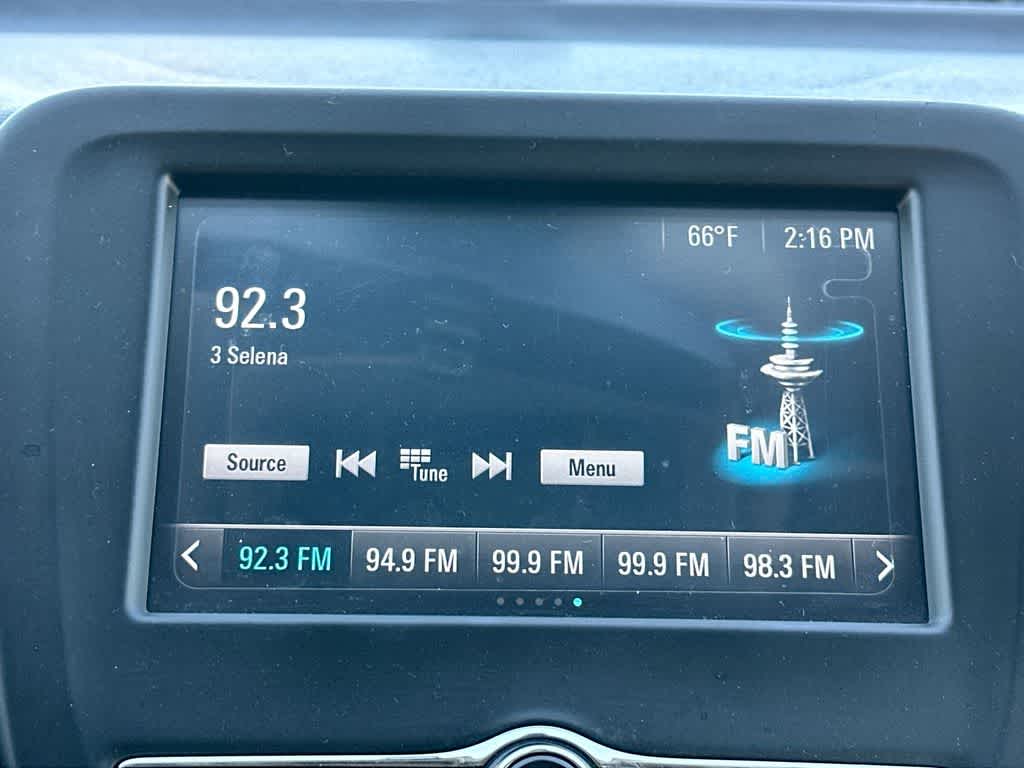 66°F 2:16 PM
92.3
3 Selena
FM
Source Tune Menu
92.3 FM 94.9 FM 99.9 FM 99.9 FM 98.3 FM